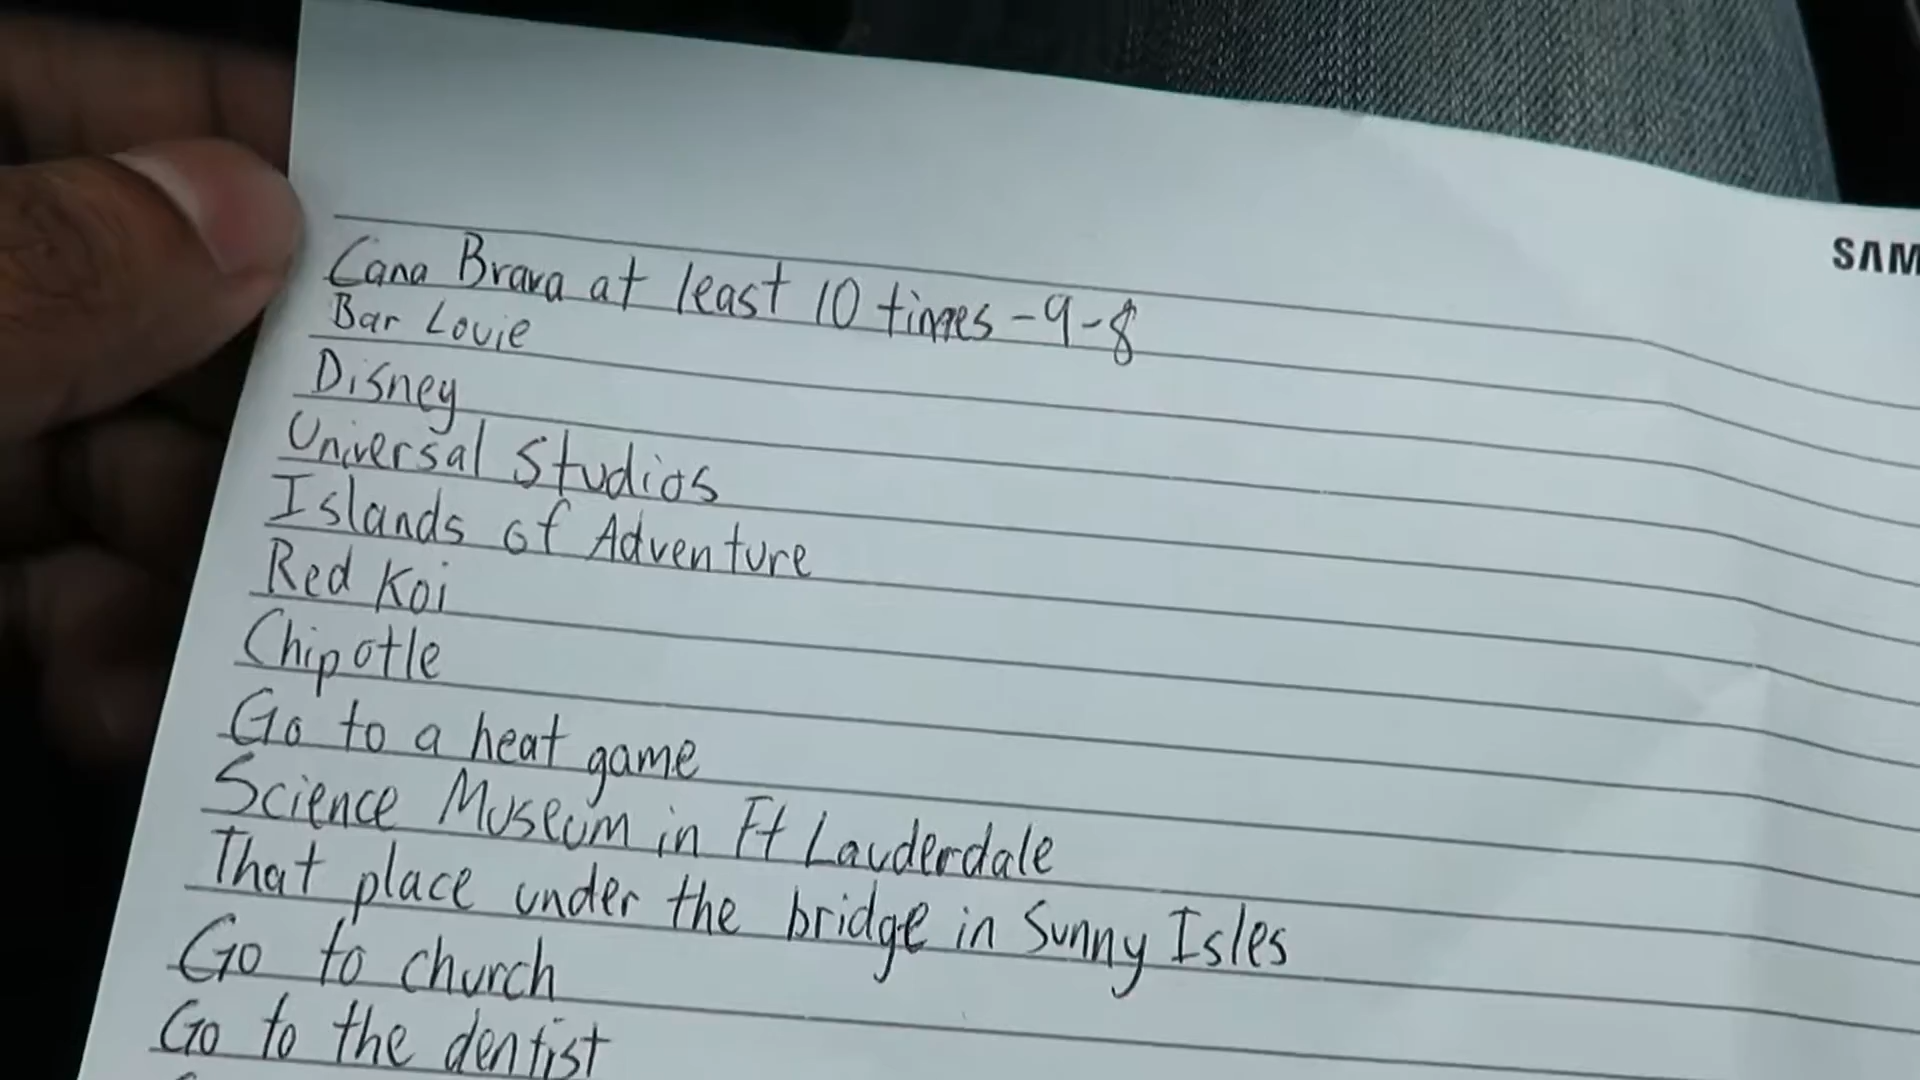 SAM
Cana Brava at least 10 times -9-8
Bar Louie
Disney
Universal Studios
Islands of Adventure
Red Koi
Chipotle
Go to a heat game
Science Museum in Ft Lauderdale
That place under the bridge in Sunny Isles
Go to church
Go to the dentist